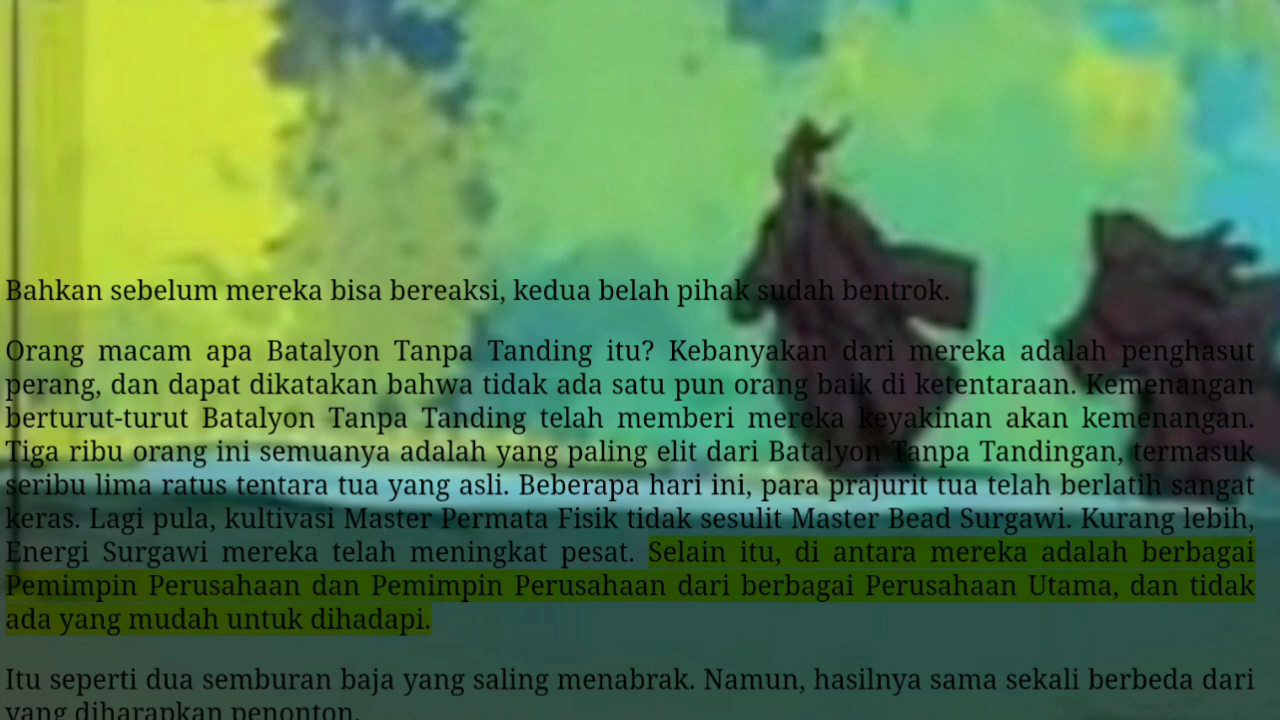 Bahkan sebelum mereka bisa bereaksi, kedua belah pihak sudah bentrok.
Orang macam apa Batalyon Tanpa Tanding itu? Kebanyakan dari mereka adalah penghasut
perang, dan dapat dikatakan bahwa tidak ada satu pun orang baik di ketentaraan. Kemenangan
berturut-turut Batalyon Tanpa Tanding telah memberi mereka keyakinan akan kemenangan.
Tiga ribu orang ini semuanya adalah yang paling elit dari Batalyon Tanpa Tandingan, termasuk
seribu lima ratus tentara tua yang asli. Beberapa hari ini, para prajurit tua telah berlatih sangat
keras. Lagi pula, kultivasi Master Permata Fisik tidak sesulit Master Bead Surgawi. Kurang lebih,
Energi Surgawi mereka telah meningkat pesat. Selain itu, di antara mereka adalah berbagai
Pemimpin Perusahaan dan Pemimpin Perusahaan dari berbagai Perusahaan Utama, dan tidak
ada yang mudah untuk dihadapi.
Itu seperti dua semburan baja yang saling menabrak. Namun, hasilnya sama sekali berbeda dari
yang diharapkan penonton.